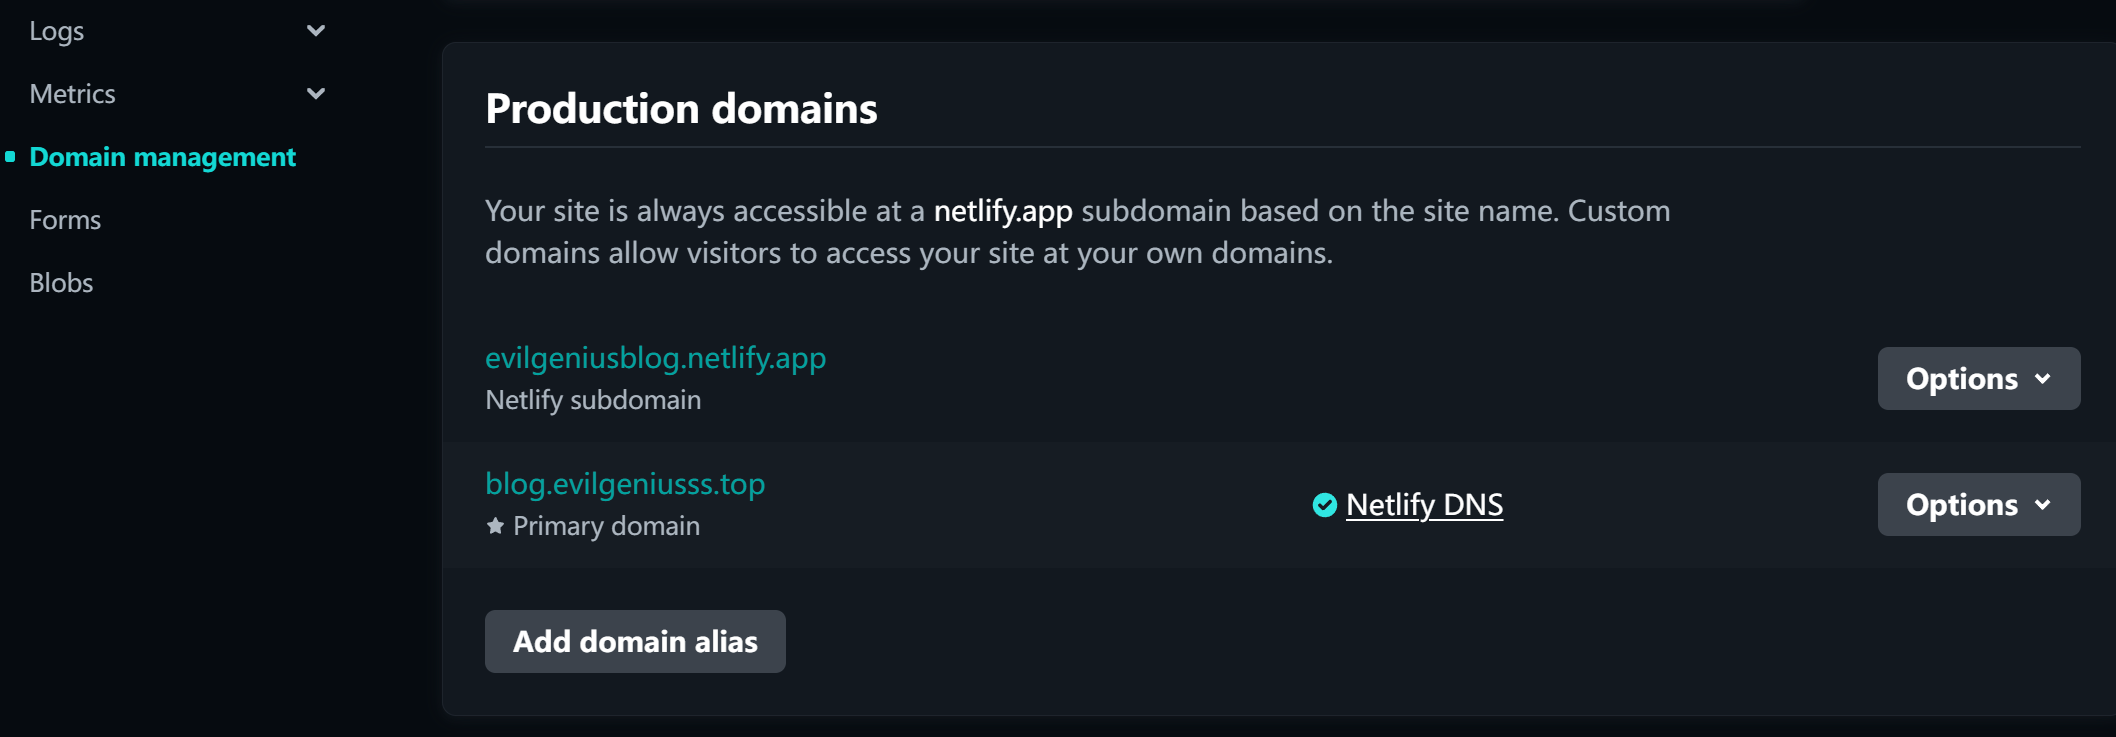 Logs
Metrics
Domain management
Forms
Blobs
Production domains
Your site is always accessible at a netlify.app subdomain based on the site name. Custom
domains allow visitors to access your site at your own domains.
evilgeniusblog.netlify.app
Netlify subdomain
Options
blog.evilgeniusss.top
Primary domain
Netlify DNS
Options
Add domain alias